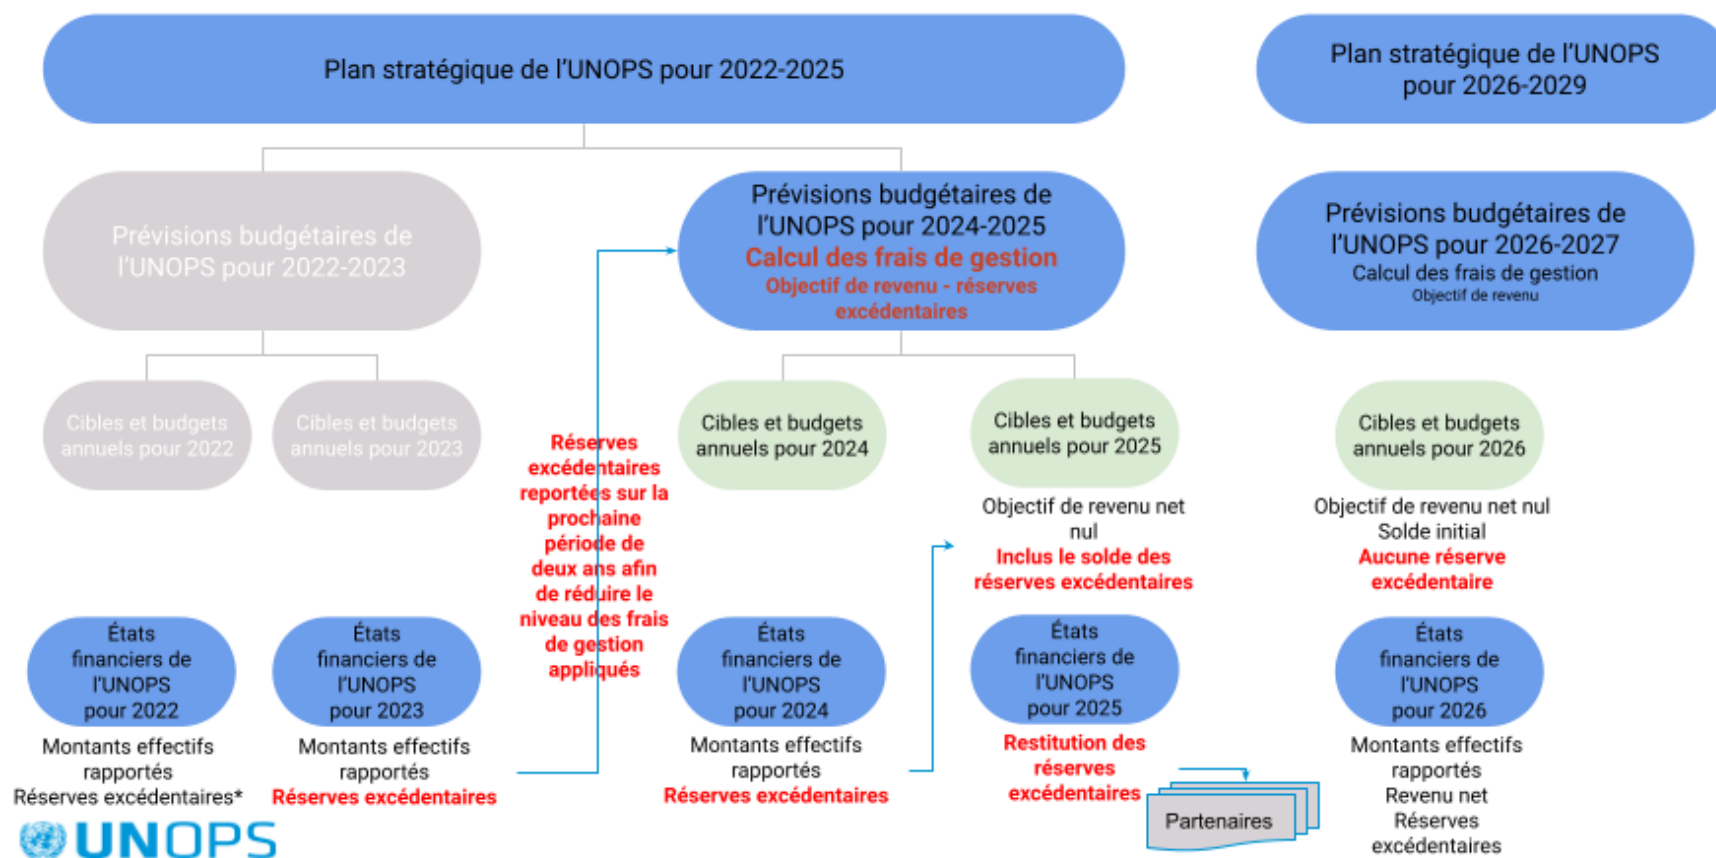 Plan stratégique de l'UNOPS pour 2022-2025
Plan stratégique de l'UNOPS
pour 2026-2029
Prévisions budgétaires de
l'UNOPS pour 2022-2023
Prévisions budgétaires de
l'UNOPS pour 2024-2025
Calcul des frais de gestion
Objectif de revenu - réserves
excédentaires
Prévisions budgétaires de
l'UNOPS pour 2026-2027
Calcul des frais de gestion
Objectif de revenu
Cibles et budgets
annuels pour 2022
Cibles et budgets
annuels pour 2023
Réserves
excédentaires
reportées sur la
prochaine
période de
deux ans afin
de réduire le
niveau des frais
de gestion
appliqués
Cibles et budgets
annuels pour 2024
Cibles et budgets
annuels pour 2025
Objectif de revenu net
nul
Inclus le solde des
réserves excédentaires
Cibles et budgets
annuels pour 2026
Objectif de revenu net nul
Solde initial
Aucune réserve
excédentaire
États
financiers de
l'UNOPS
pour 2022
Montants effectifs
rapportés
Réserves excédentaires*
États
financiers de
l'UNOPS
pour 2023
Montants effectifs
rapportés
Réserves excédentaires
États
financiers de
l'UNOPS
pour 2024
Montants effectifs
rapportés
Réserves excédentaires
États
financiers de
l'UNOPS
pour 2025
Restitution des
réserves
excédentaires
Partenaires
États
financiers de
l'UNOPS
pour 2026
Montants effectifs
rapportés
Revenu net
Réserves
excédentaires
UNOPS